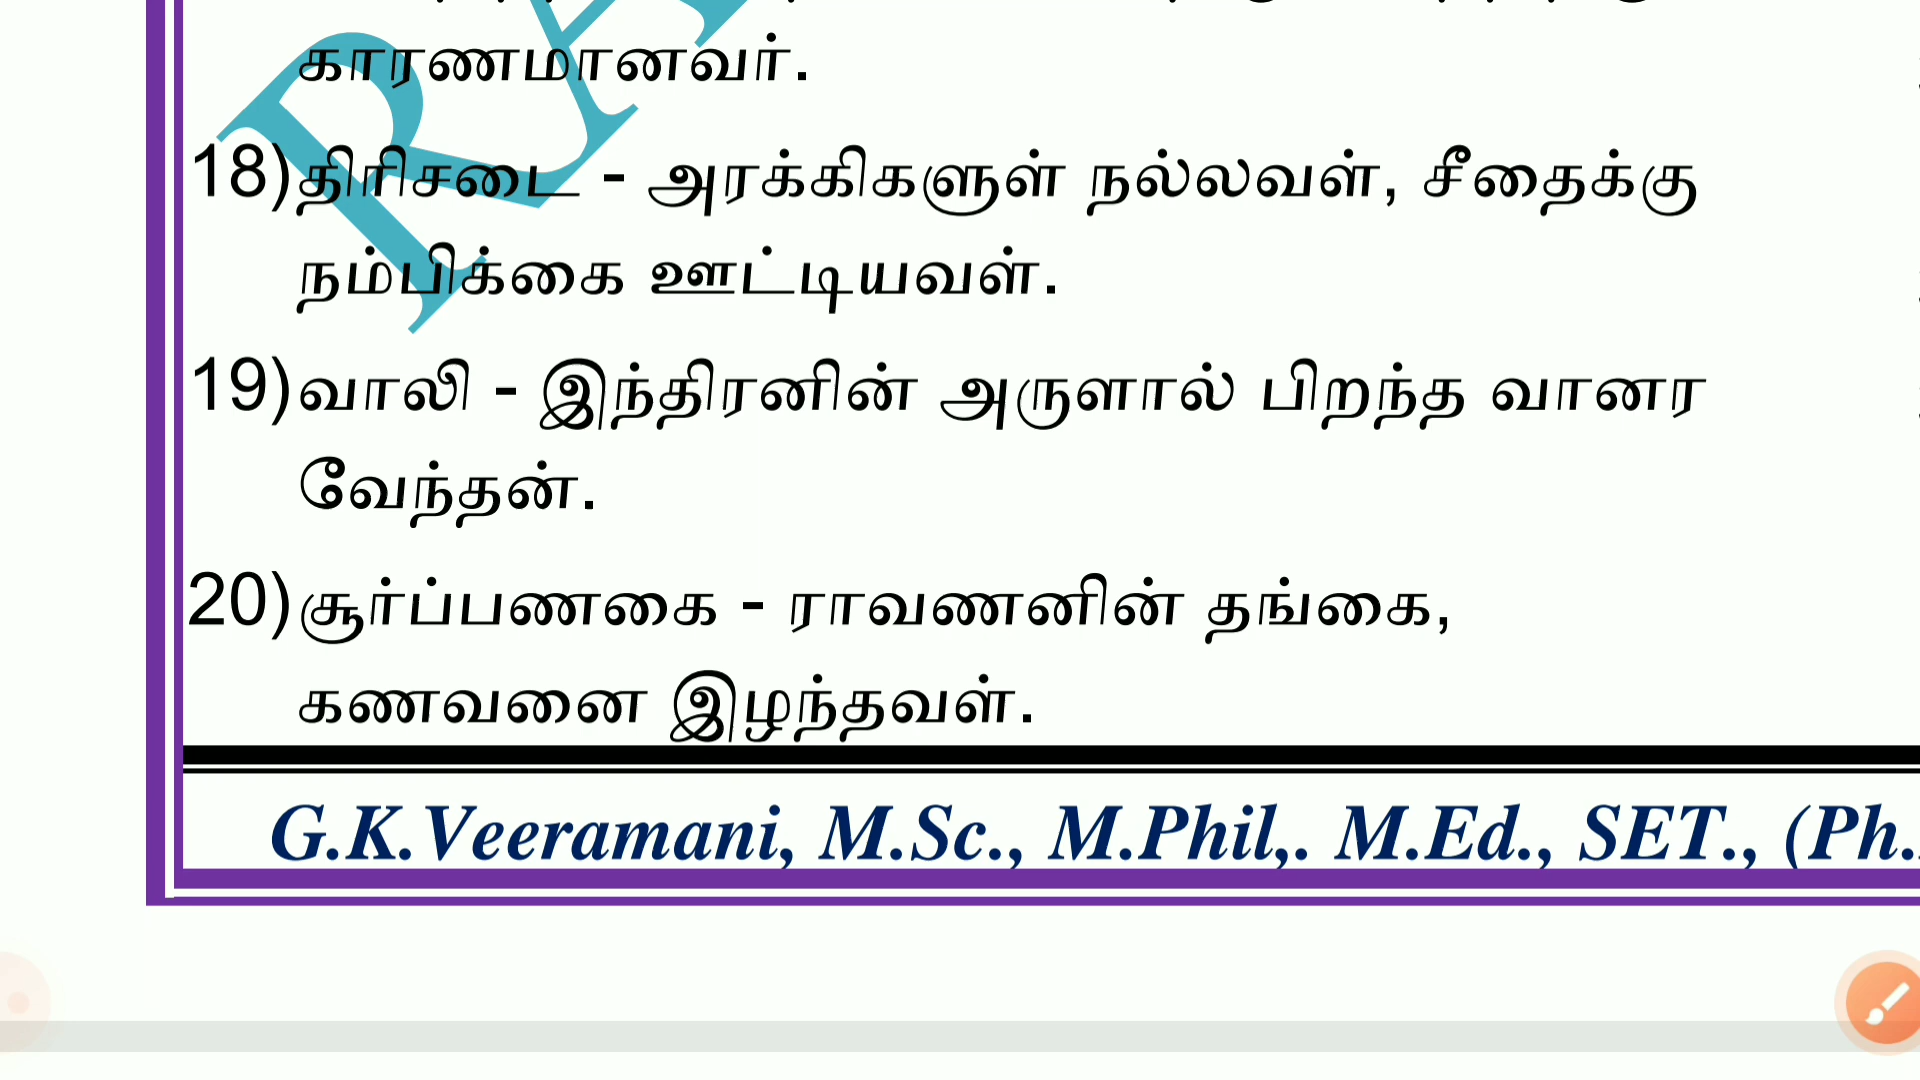 காரணமானவர்.
18)திரிசடை - அரக்கிகளுள் நல்லவள், சீதைக்கு
நம்பிக்கை ஊட்டியவள்.
19)வாலி - இந்திரனின் அருளால் பிறந்த வானர
வேந்தன்.
20)சூர்ப்பணகை - ராவணனின் தங்கை,
கணவனை இழந்தவள்.
G.K.Veeramani, M.Sc., M.Phil,. M.Ed., SET., (Ph.